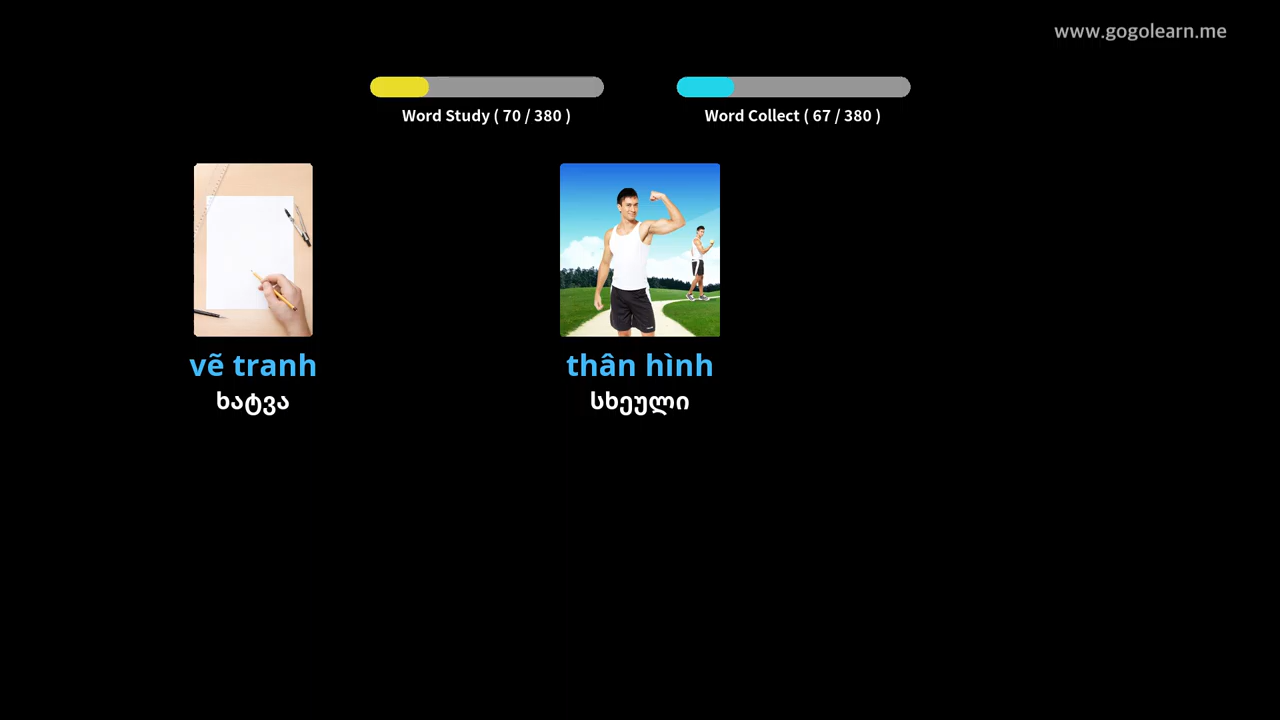 www.gogolearn.me
Word Study ( 70 / 380 )
Word Collect ( 67 / 380 )
vẽ tranh
ხატვა
thân hình
სხეული